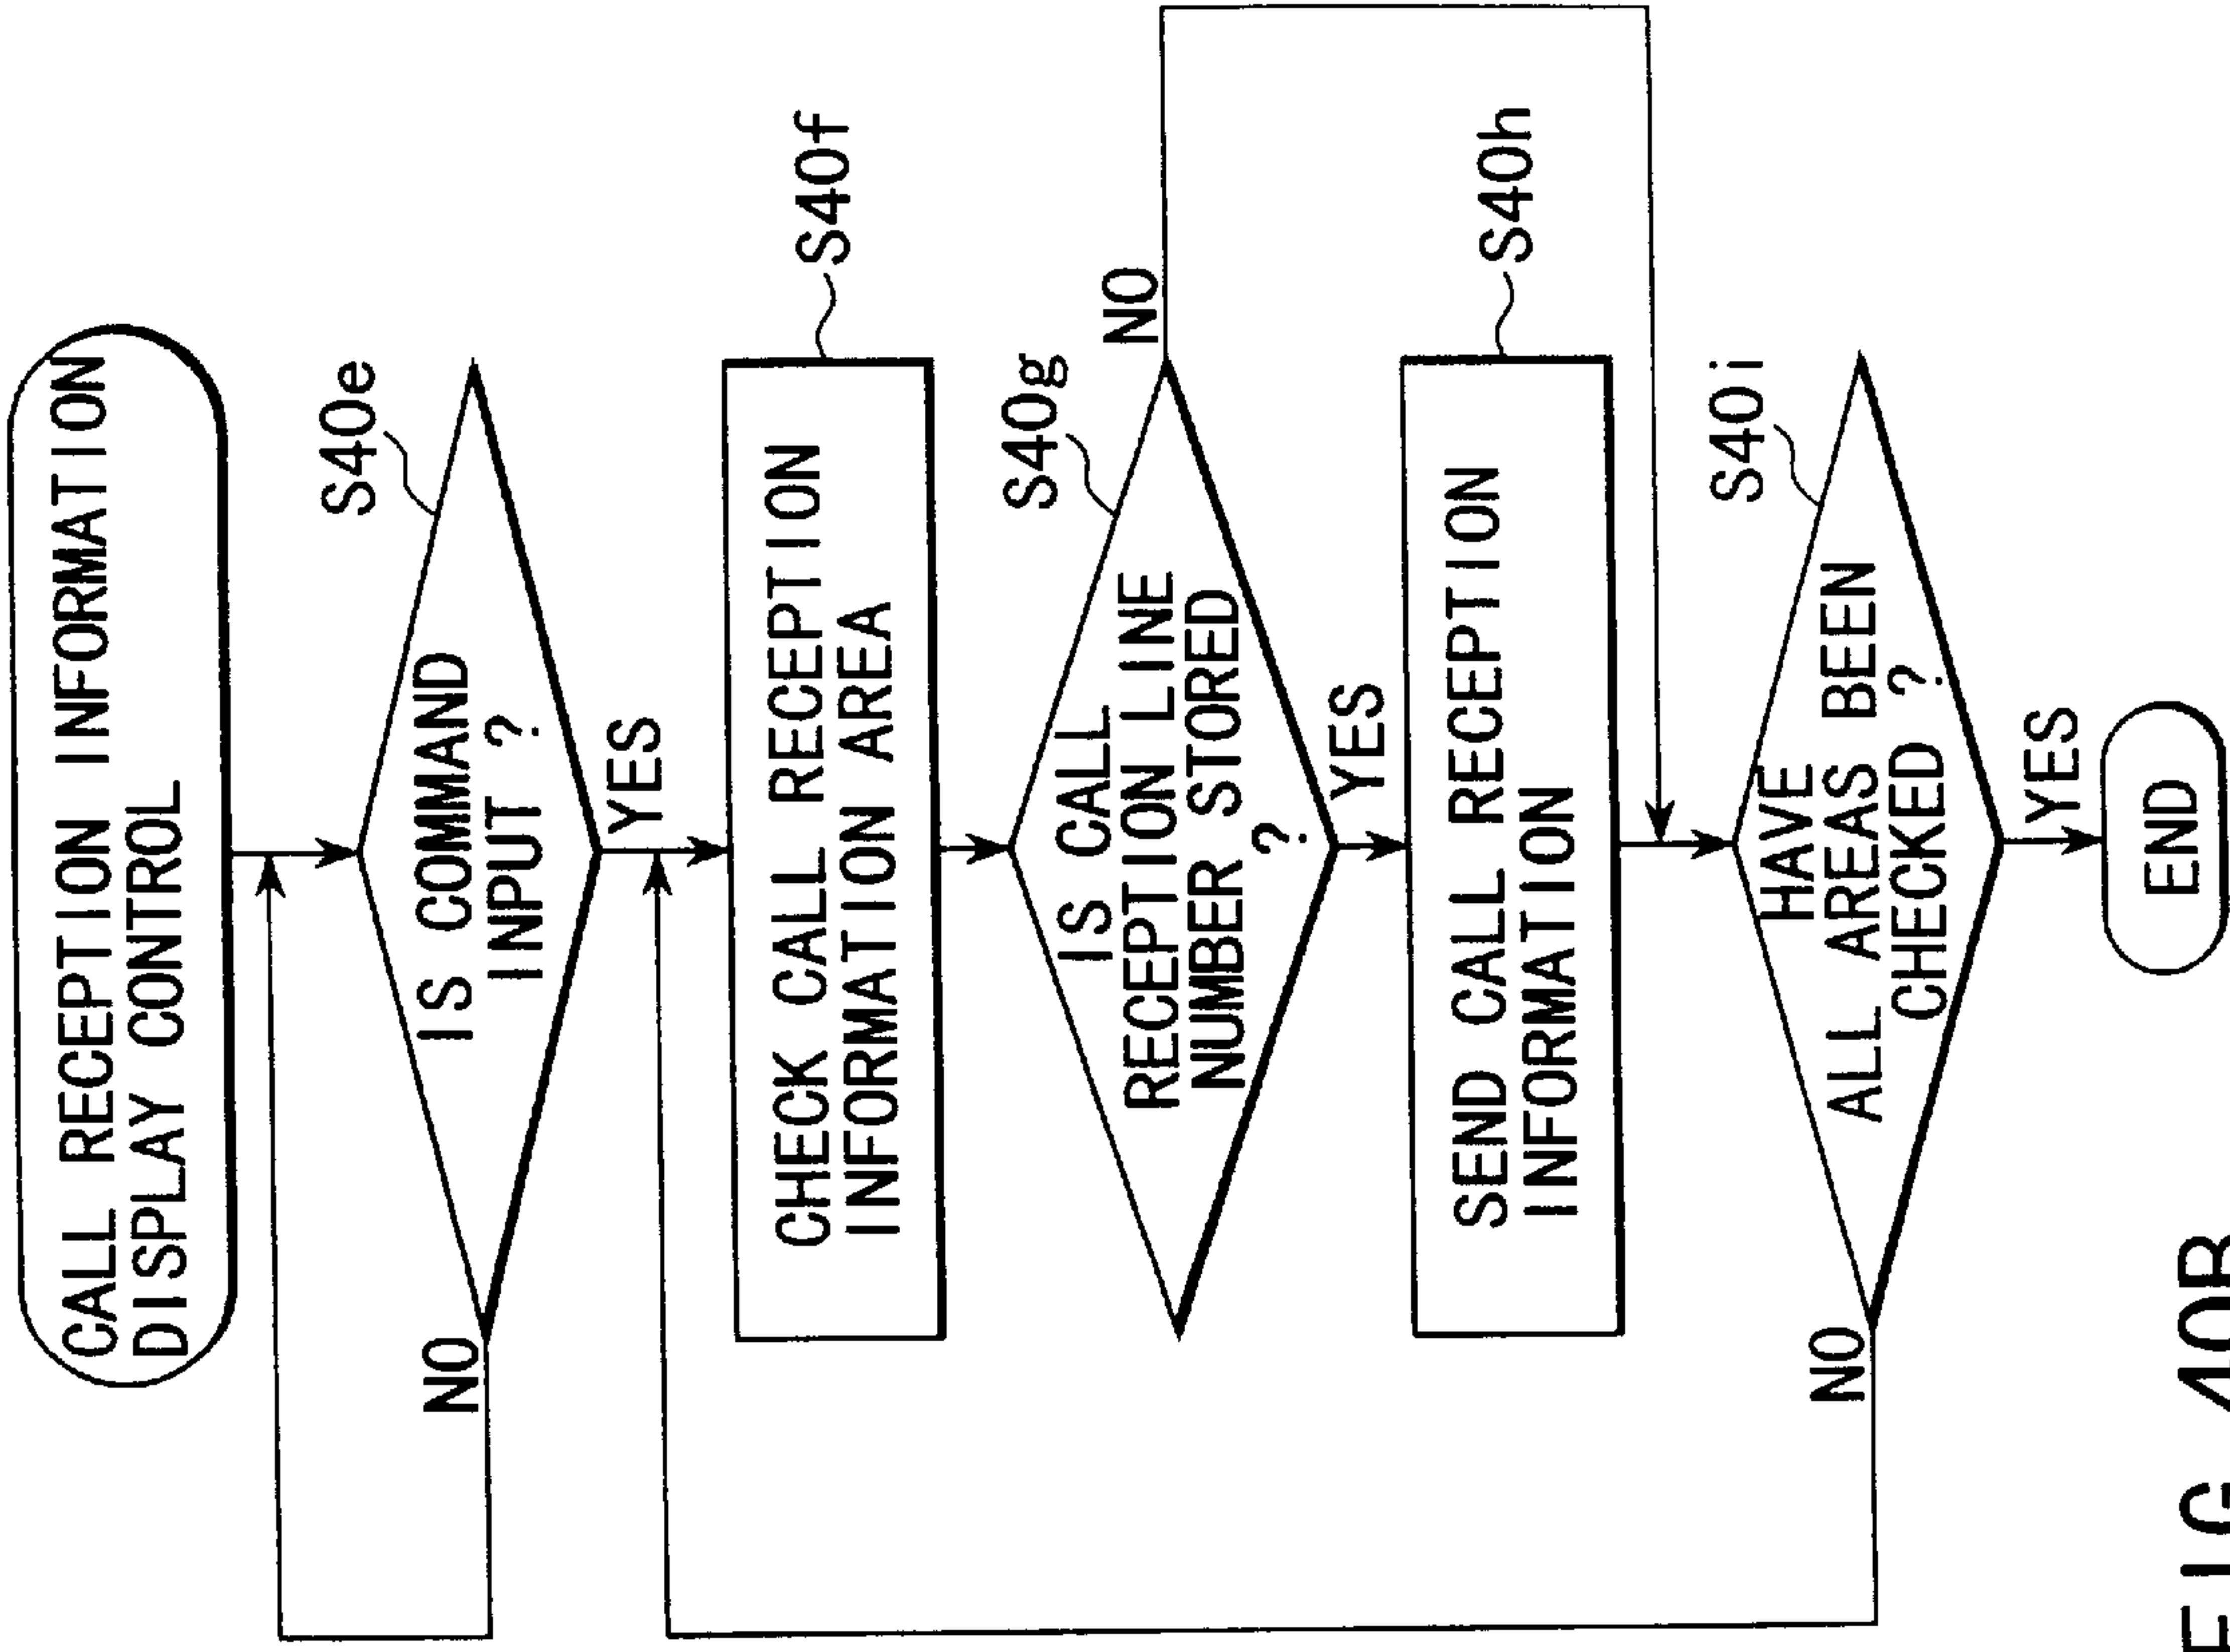 CALL RECEPTION INFORMATION
DISPLAY CONTROL
S40e
IS COMMAND
INPUT ?
NO
YES
S40f
CHECK CALL RECEPTION
INFORMATION AREA
S40g
IS CALL
RECEPTION LINE
NUMBER STORED
?
NO
YES
S40h
SEND CALL RECEPTION
INFORMATION
S40i
HAVE
ALL AREAS BEEN
CHECKED ?
NO
YES
END
FIG. 40B